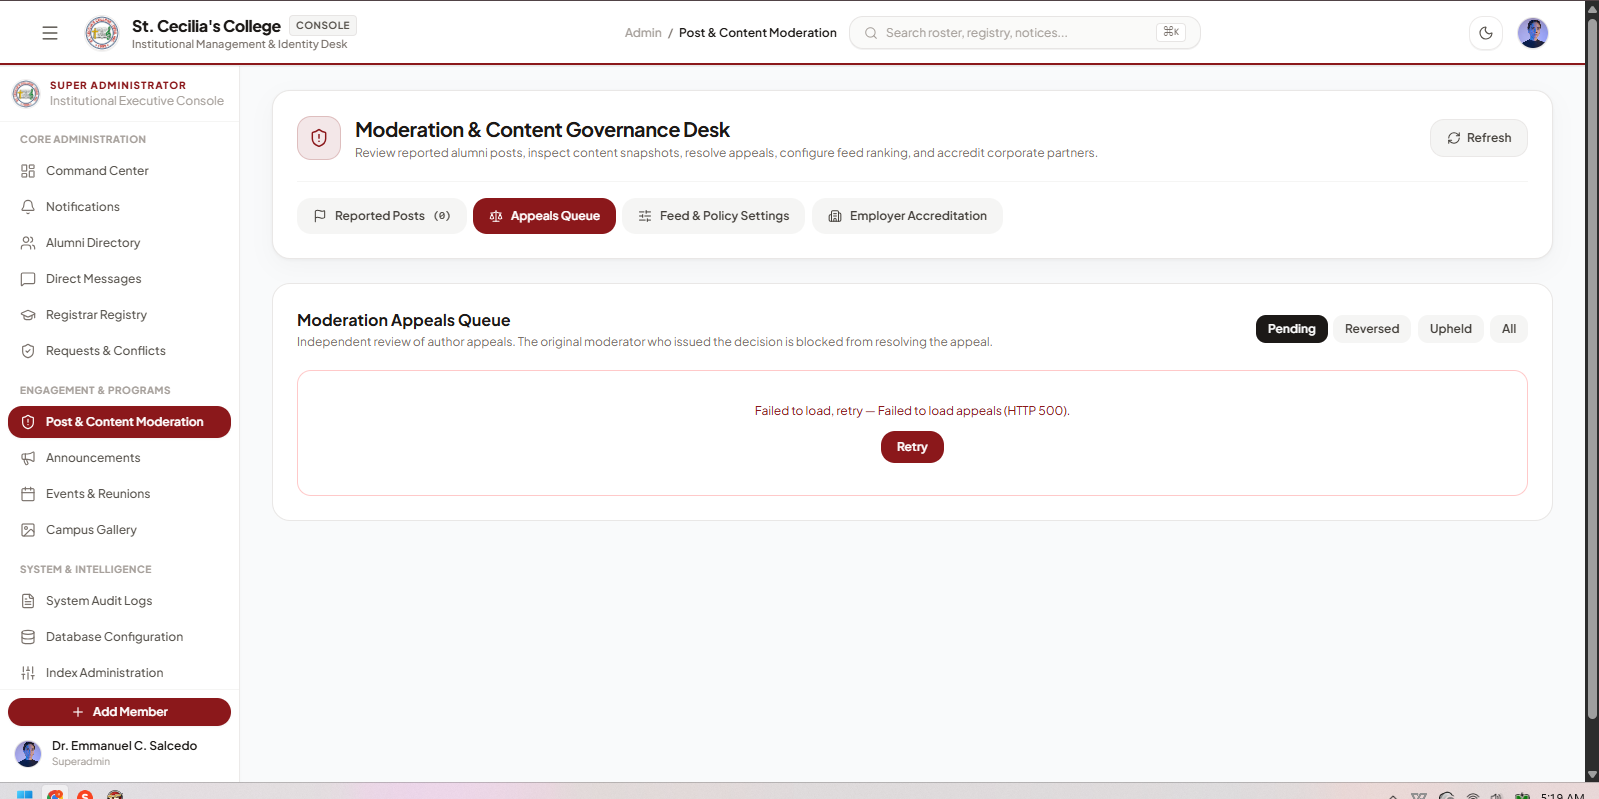 St. Cecilia's College CONSOLE
Institutional Management & Identity Desk
Admin / Post & Content Moderation
Search roster, registry, notices... ⌘K
SUPER ADMINISTRATOR
Institutional Executive Console
CORE ADMINISTRATION
Command Center
Notifications
Alumni Directory
Direct Messages
Registrar Registry
Requests & Conflicts
ENGAGEMENT & PROGRAMS
Post & Content Moderation
Announcements
Events & Reunions
Campus Gallery
SYSTEM & INTELLIGENCE
System Audit Logs
Database Configuration
Index Administration
+ Add Member
Dr. Emmanuel C. Salcedo
Superadmin
Moderation & Content Governance Desk
Review reported alumni posts, inspect content snapshots, resolve appeals, configure feed ranking, and accredit corporate partners.
Refresh
Reported Posts (0) Appeals Queue Feed & Policy Settings Employer Accreditation
Moderation Appeals Queue
Independent review of author appeals. The original moderator who issued the decision is blocked from resolving the appeal.
Pending Reversed Upheld All
Failed to load, retry — Failed to load appeals (HTTP 500).
Retry
5:19 AM